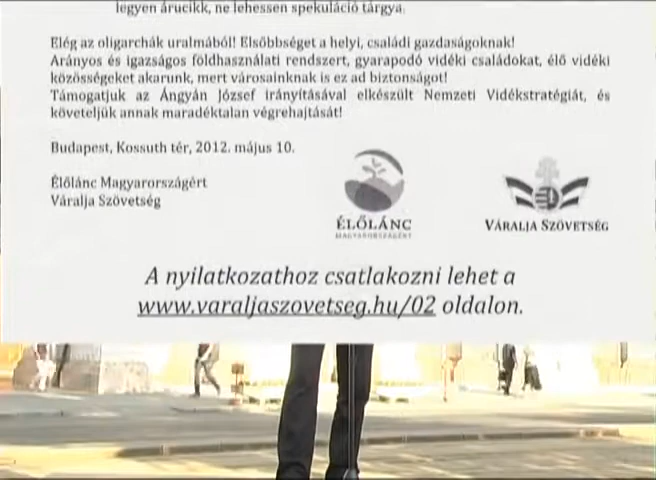 legyen árucikk, ne lehessen spekuláció tárgya.
Elég az oligarchák uralmából! Elsőbbséget a helyi, családi gazdaságoknak!
Arányos és igazságos földhasználati rendszert, gyarapodó vidéki családokat, élő vidéki
közösségeket akarunk, mert városainknak is ez ad biztonságot!
Támogatjuk az Ángyán József irányításával elkészült Nemzeti Vidékstratégiát, és
követeljük annak maradéktalan végrehajtását!
Budapest, Kossuth tér, 2012. május 10.
Élőlánc Magyarországért
Váralja Szövetség
ÉLŐLÁNC
MAGYARORSZÁGÉRT
VÁRALJA SZÖVETSÉG
A nyilatkozathoz csatlakozni lehet a
www.varaljaszovetseg.hu/02 oldalon.